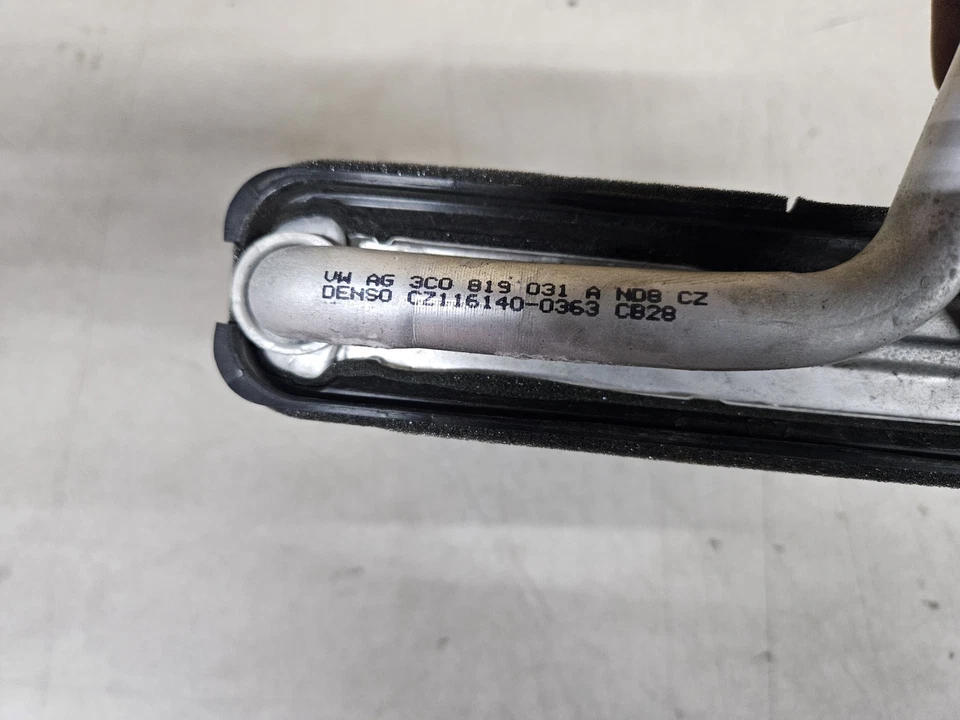 VW AG 3C0 819 031 A ND8 CZ
DENSO CZ116140-0363 CB28